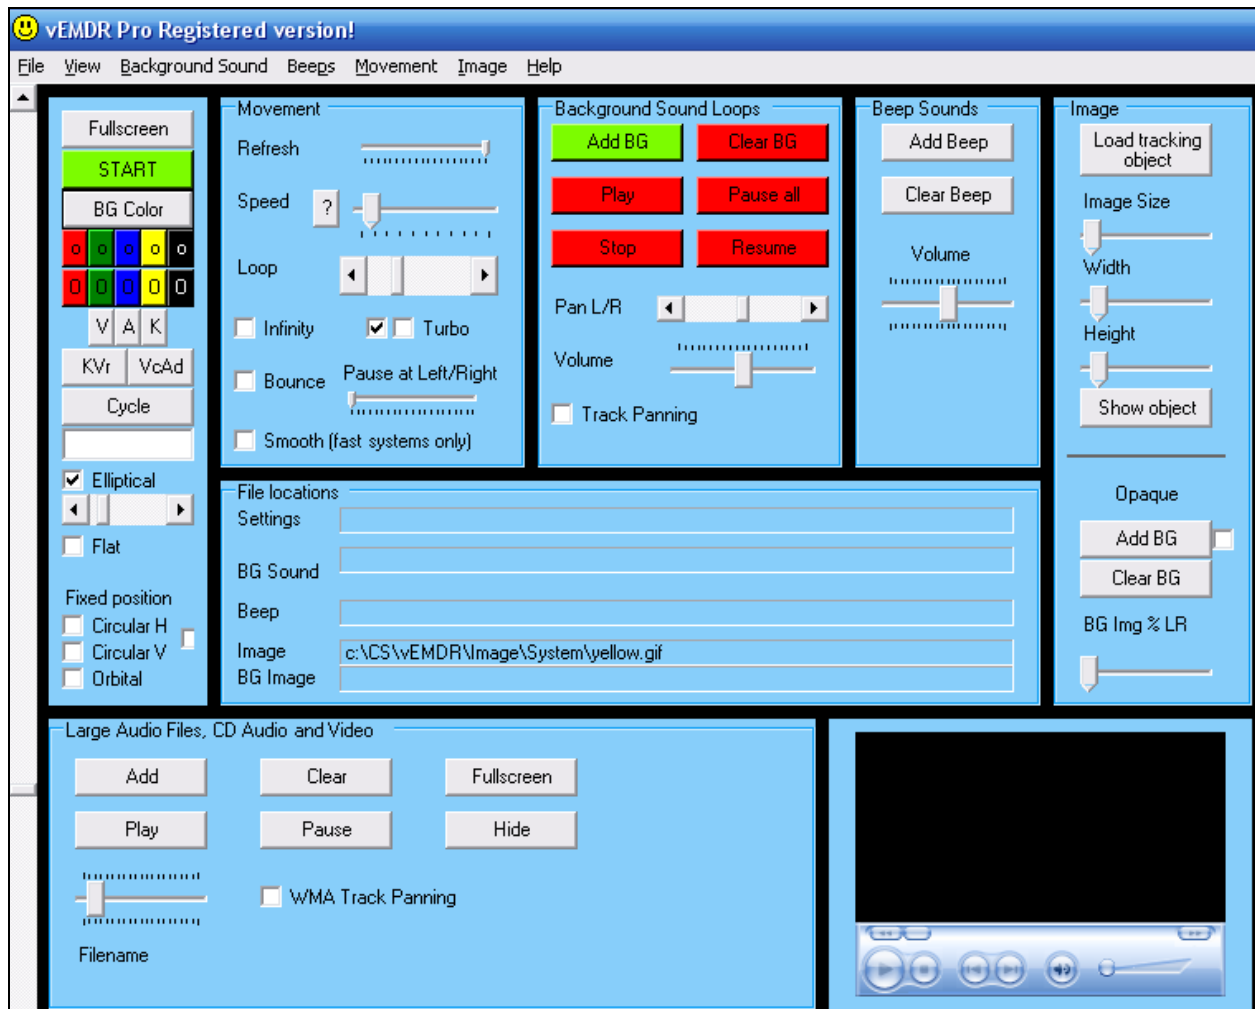 vEMDR Pro Registered version!
File View Background Sound Beeps Movement Image Help
Fullscreen
START
BG Color
o o o o o
O O O O O
V A K
KVr VcAd
Cycle
Elliptical
Flat
Fixed position
Circular H
Circular V
Orbital
Movement
Refresh
Speed ?
Loop
Infinity Turbo
Bounce Pause at Left/Right
Smooth (fast systems only)
Background Sound Loops
Add BG Clear BG
Play Pause all
Stop Resume
Pan L/R
Volume
Track Panning
Beep Sounds
Add Beep
Clear Beep
Volume
Image
Load tracking
object
Image Size
Width
Height
Show object
Opaque
Add BG
Clear BG
BG Img % LR
File locations
Settings
BG Sound
Beep
Image c:\CS\vEMDR\Image\System\yellow.gif
BG Image
Large Audio Files, CD Audio and Video
Add Clear Fullscreen
Play Pause Hide
WMA Track Panning
Filename